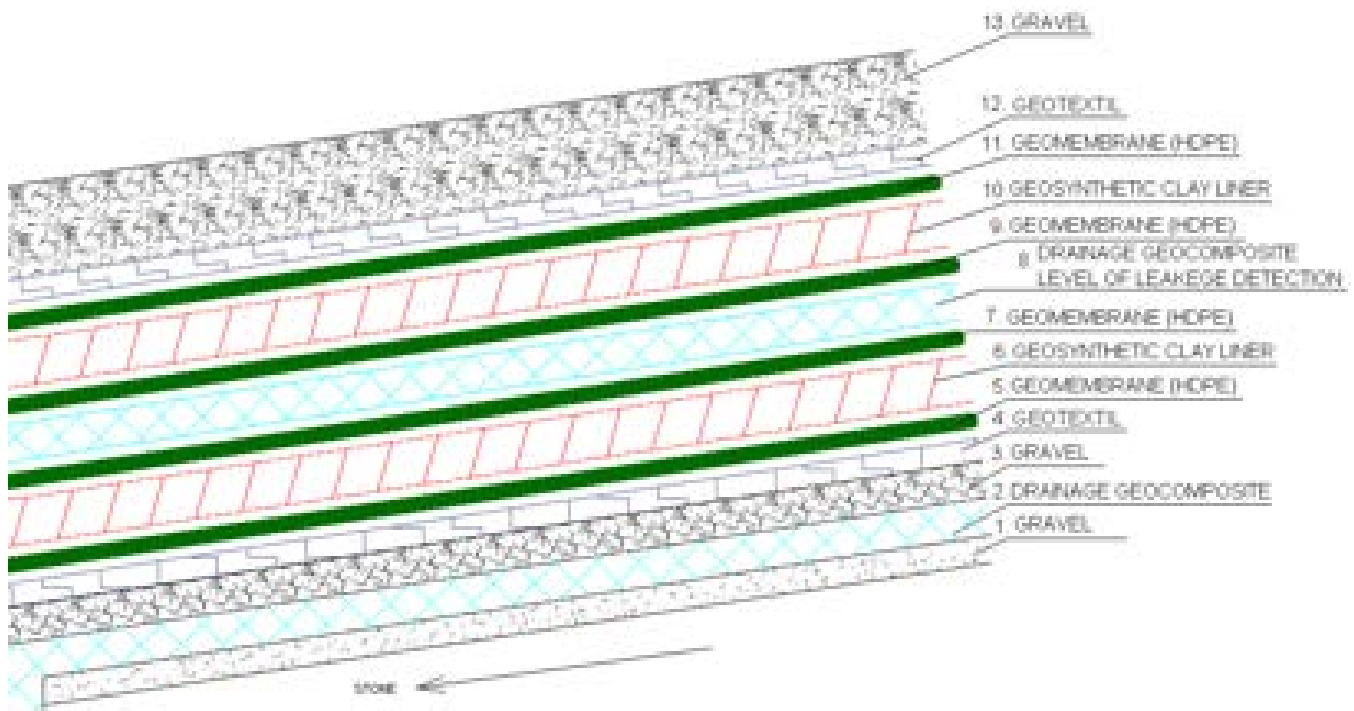 13. GRAVEL
12. GEOTEXTIL
11. GEOMEMBRANE (HDPE)
10. GEOSYNTHETIC CLAY LINER
9. GEOMEMBRANE (HDPE)
8. DRAINAGE GEOCOMPOSITE
LEVEL OF LEAKEGE DETECTION
7. GEOMEMBRANE (HDPE)
6. GEOSYNTHETIC CLAY LINER
5. GEOMEMBRANE (HDPE)
4. GEOTEXTIL
3. GRAVEL
2. DRAINAGE GEOCOMPOSITE
1. GRAVEL
STONE